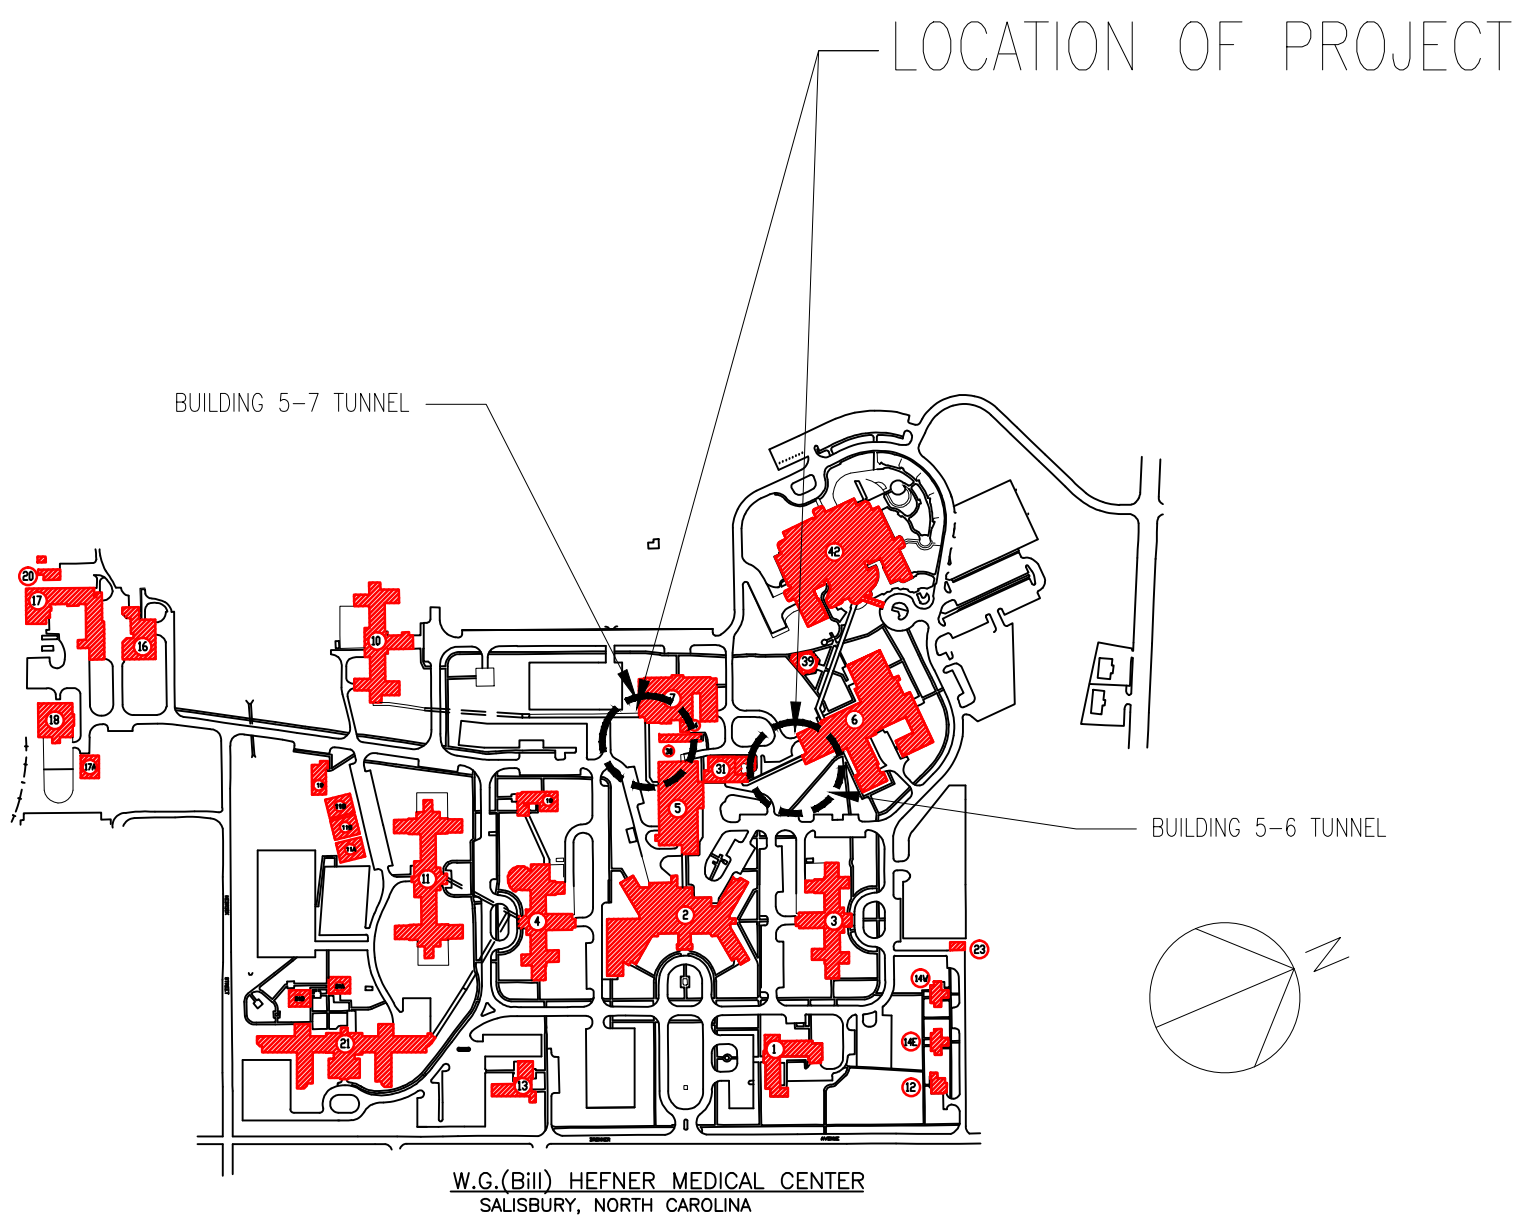 LOCATION OF PROJECT
BUILDING 5-7 TUNNEL
42
20
17
10
16
39
7
18
6
17A
31
5
BUILDING 5-6 TUNNEL
11
4
2
3
23
14W
14E
21
1
13
12
N
BRENNER
AVENUE
W.G.(Bill) HEFNER MEDICAL CENTER
SALISBURY, NORTH CAROLINA